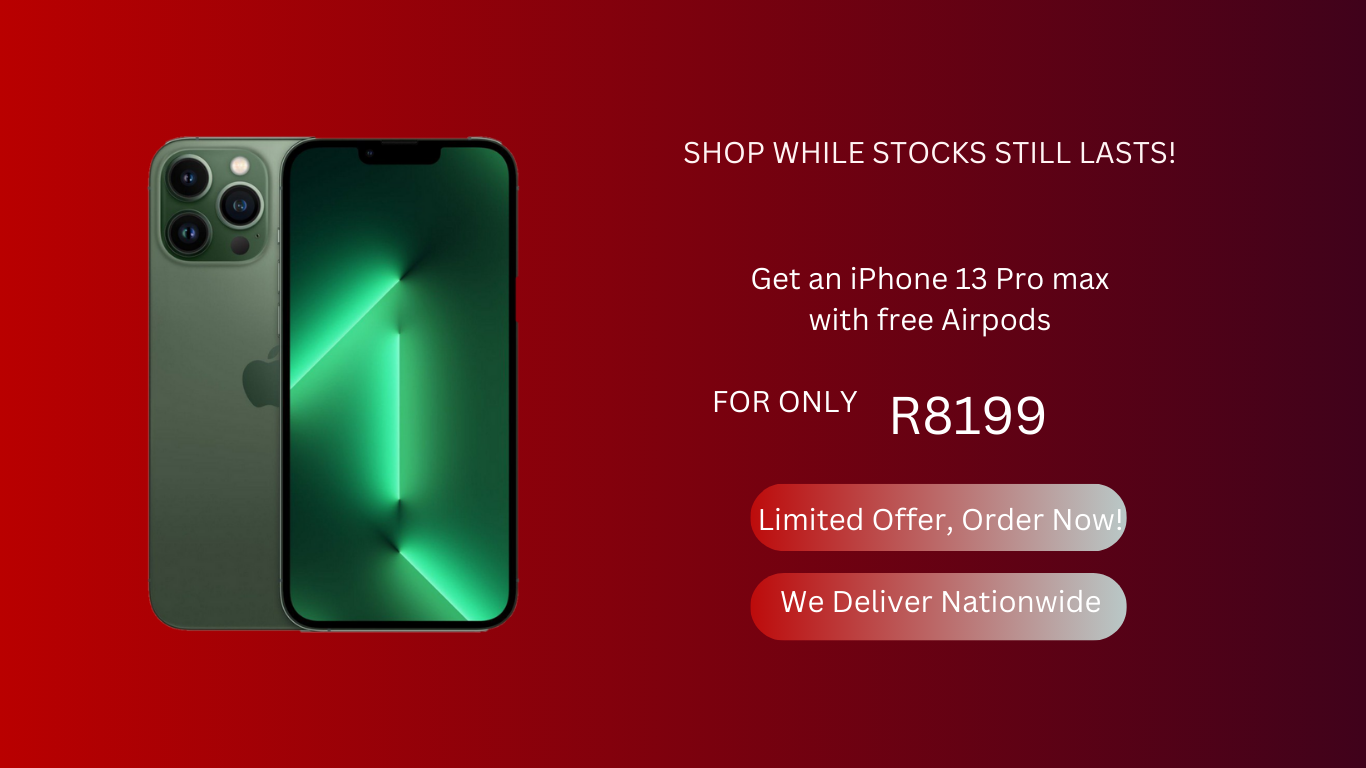 SHOP WHILE STOCKS STILL LASTS!
Get an iPhone 13 Pro max
with free Airpods
FOR ONLY R8199
Limited Offer, Order Now!
We Deliver Nationwide